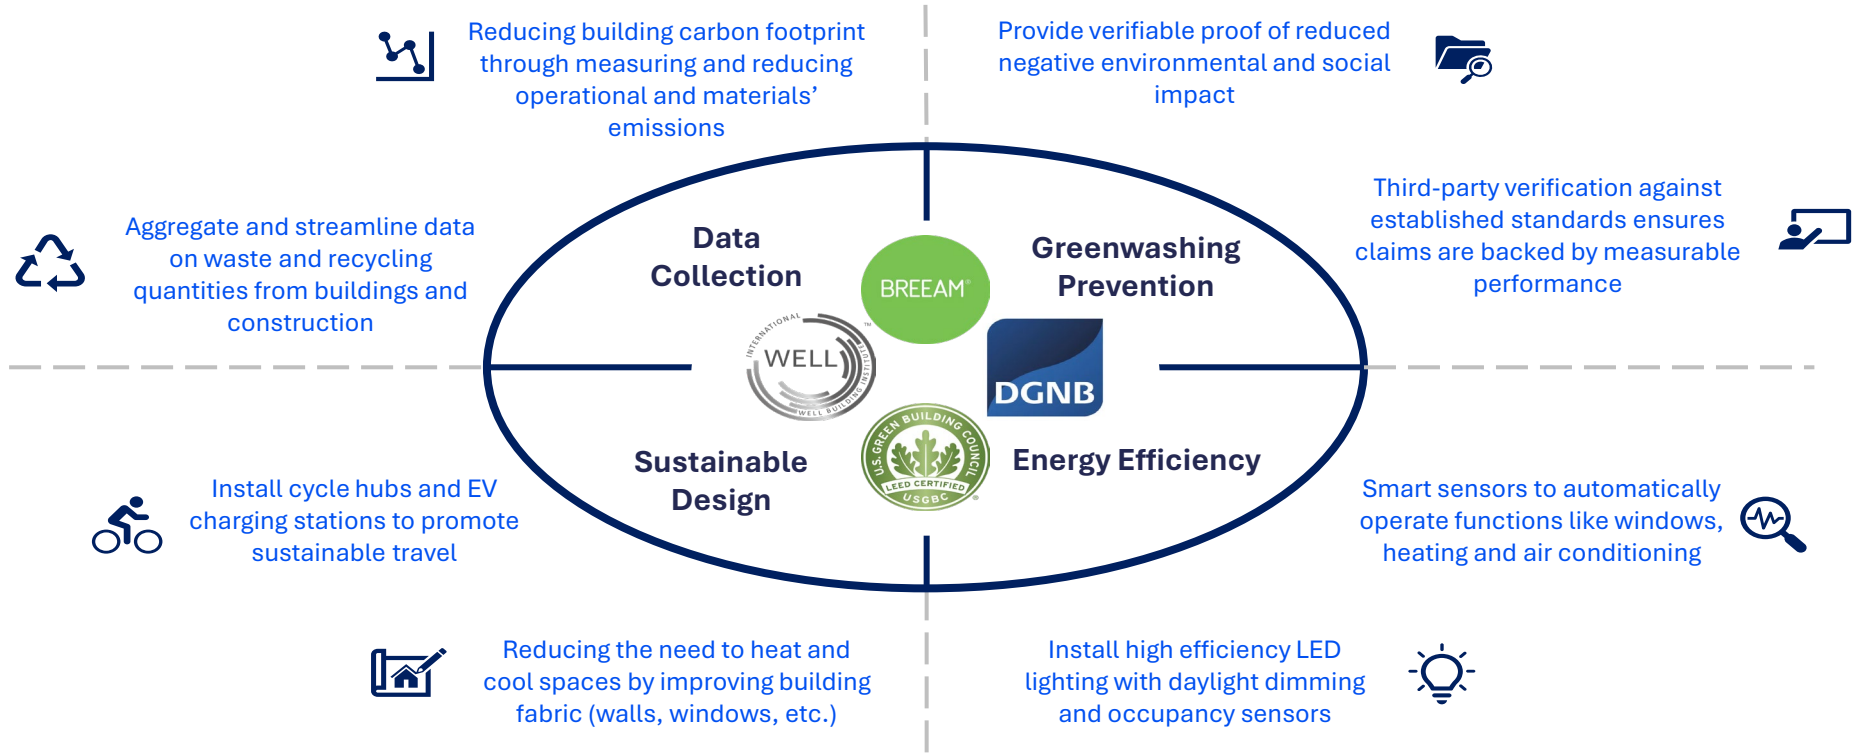 Reducing building carbon footprint
through measuring and reducing
operational and materials’
emissions
Provide verifiable proof of reduced
negative environmental and social
impact
Aggregate and streamline data
on waste and recycling
quantities from buildings and
construction
Third-party verification against
established standards ensures
claims are backed by measurable
performance
Data
Collection
Greenwashing
Prevention
BREEAM®
INTERNATIONAL
WELL
WELL BUILDING INSTITUTE
TM
DGNB
U.S. GREEN BUILDING COUNCIL
LEED CERTIFIED
USGBC
®
Sustainable
Design
Energy Efficiency
Install cycle hubs and EV
charging stations to promote
sustainable travel
Smart sensors to automatically
operate functions like windows,
heating and air conditioning
Reducing the need to heat and
cool spaces by improving building
fabric (walls, windows, etc.)
Install high efficiency LED
lighting with daylight dimming
and occupancy sensors